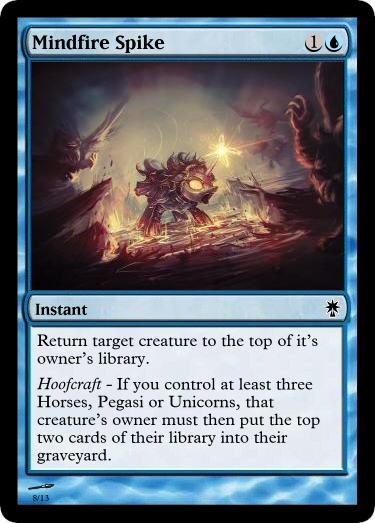 Mindfire Spike
1
Instant
Return target creature to the top of it's
owner's library.
Hoofcraft - If you control at least three
Horses, Pegasi or Unicorns, that
creature's owner must then put the top
two cards of their library into their
graveyard.
8/13